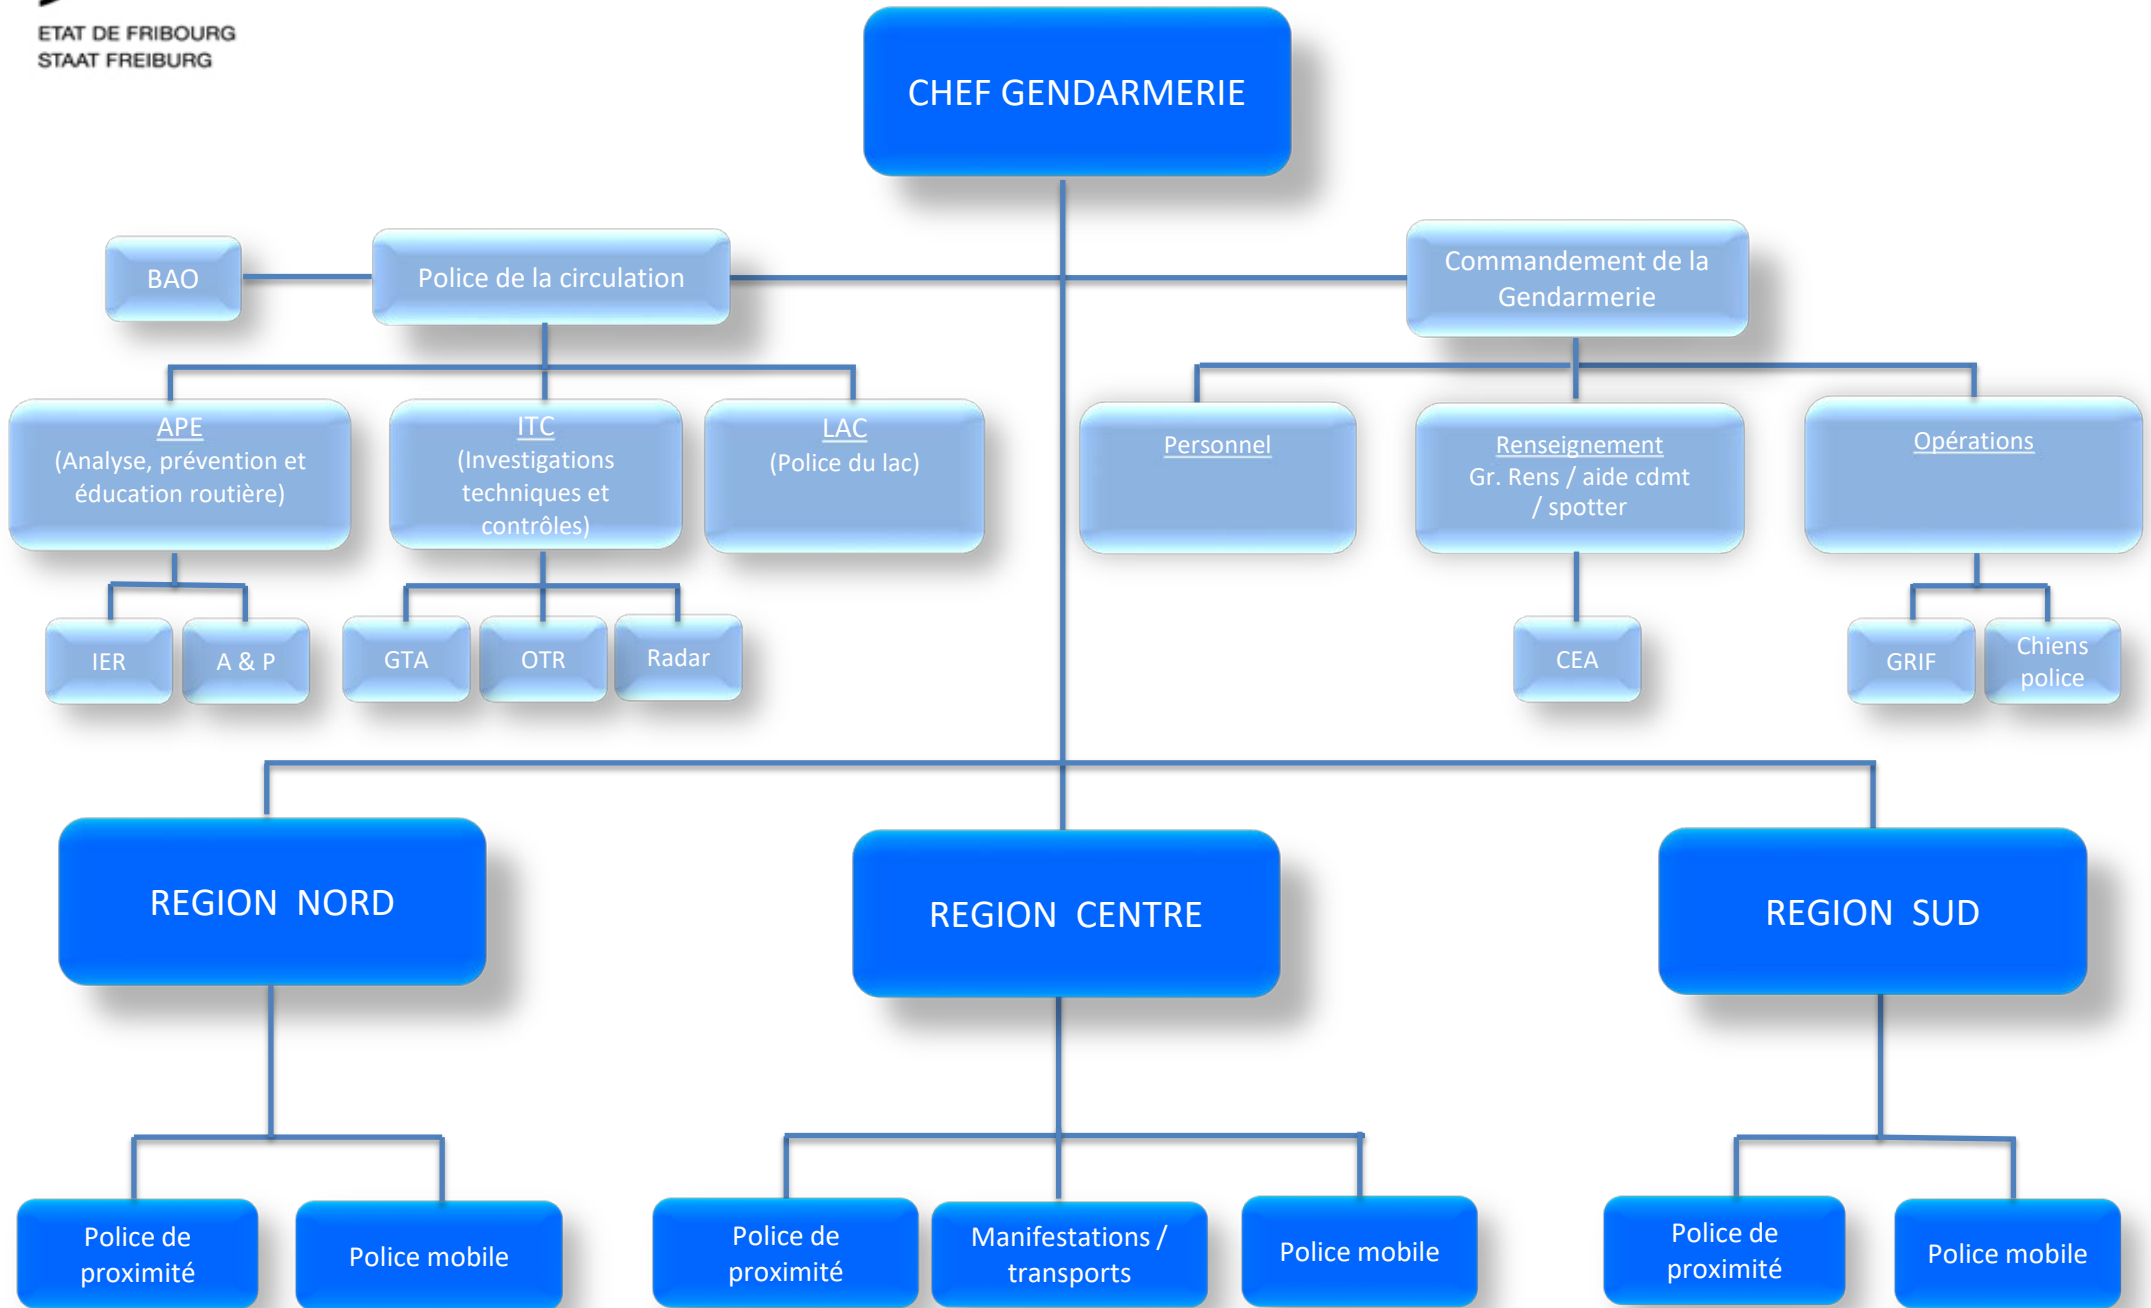 ETAT DE FRIBOURG
STAAT FREIBURG
CHEF GENDARMERIE
BAO
Police de la circulation
Commandement de la
Gendarmerie
APE
(Analyse, prévention et
éducation routière)
ITC
(Investigations
techniques et
contrôles)
LAC
(Police du lac)
Personnel
Renseignement
Gr. Rens / aide cdmt
/ spotter
Opérations
IER
A & P
GTA
OTR
Radar
CEA
GRIF
Chiens
police
REGION NORD
REGION CENTRE
REGION SUD
Police de
proximité
Police mobile
Police de
proximité
Manifestations /
transports
Police mobile
Police de
proximité
Police mobile